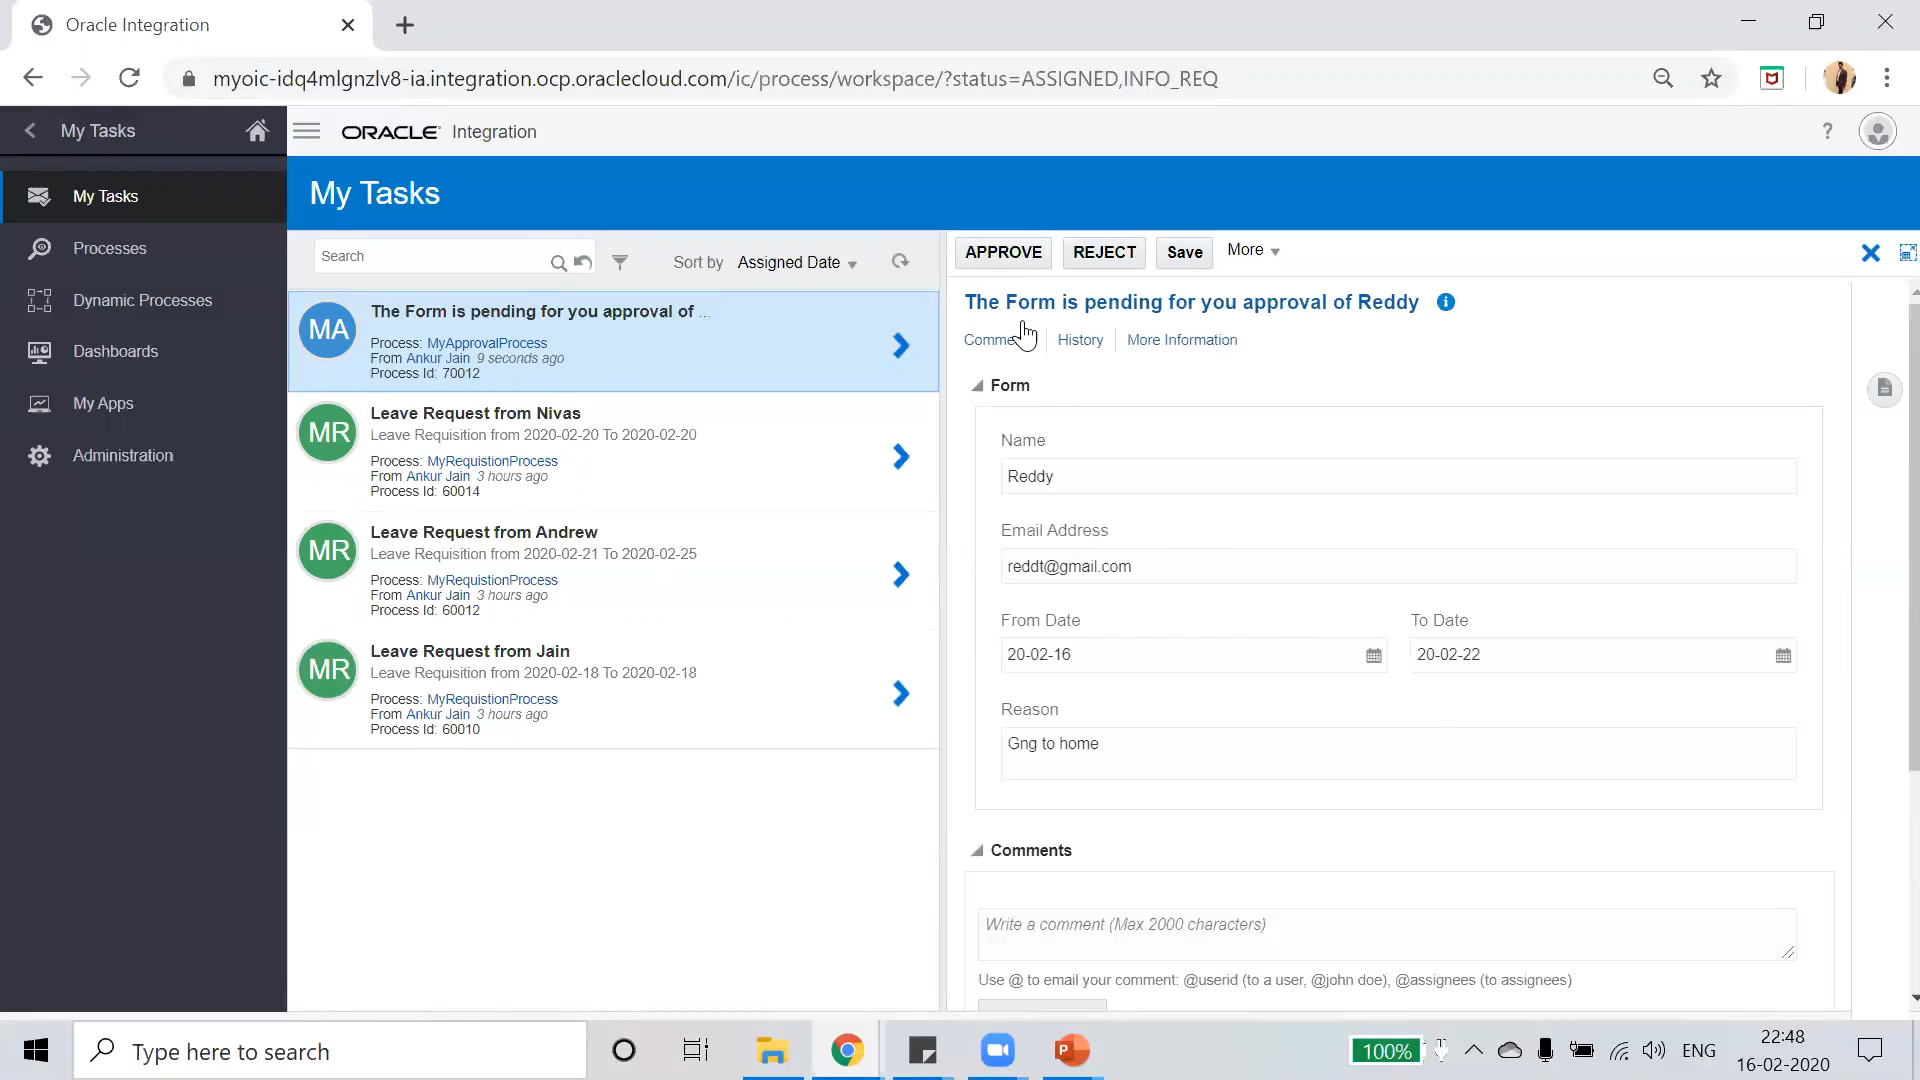 Oracle Integration
myoic-idq4mlgnzlv8-ia.integration.ocp.oraclecloud.com/ic/process/workspace/?status=ASSIGNED,INFO_REQ
My Tasks
ORACLE Integration
?
My Tasks
Processes
Dynamic Processes
Dashboards
My Apps
Administration
My Tasks
Search
Sort by Assigned Date
MA
The Form is pending for you approval of ...
Process: MyApprovalProcess
From Ankur Jain 9 seconds ago
Process Id: 70012
MR
Leave Request from Nivas
Leave Requisition from 2020-02-20 To 2020-02-20
Process: MyRequistionProcess
From Ankur Jain 3 hours ago
Process Id: 60014
MR
Leave Request from Andrew
Leave Requisition from 2020-02-21 To 2020-02-25
Process: MyRequistionProcess
From Ankur Jain 3 hours ago
Process Id: 60012
MR
Leave Request from Jain
Leave Requisition from 2020-02-18 To 2020-02-18
Process: MyRequistionProcess
From Ankur Jain 3 hours ago
Process Id: 60010
APPROVE REJECT Save More
The Form is pending for you approval of Reddy
History More Information
Form
Name
Reddy
Email Address
reddt@gmail.com
From Date To Date
20-02-16 20-02-22
Reason
Gng to home
Comments
Write a comment (Max 2000 characters)
Use @ to email your comment: @userid (to a user, @john doe), @assignees (to assignees)
Type here to search
100%
ENG
22:48
16-02-2020